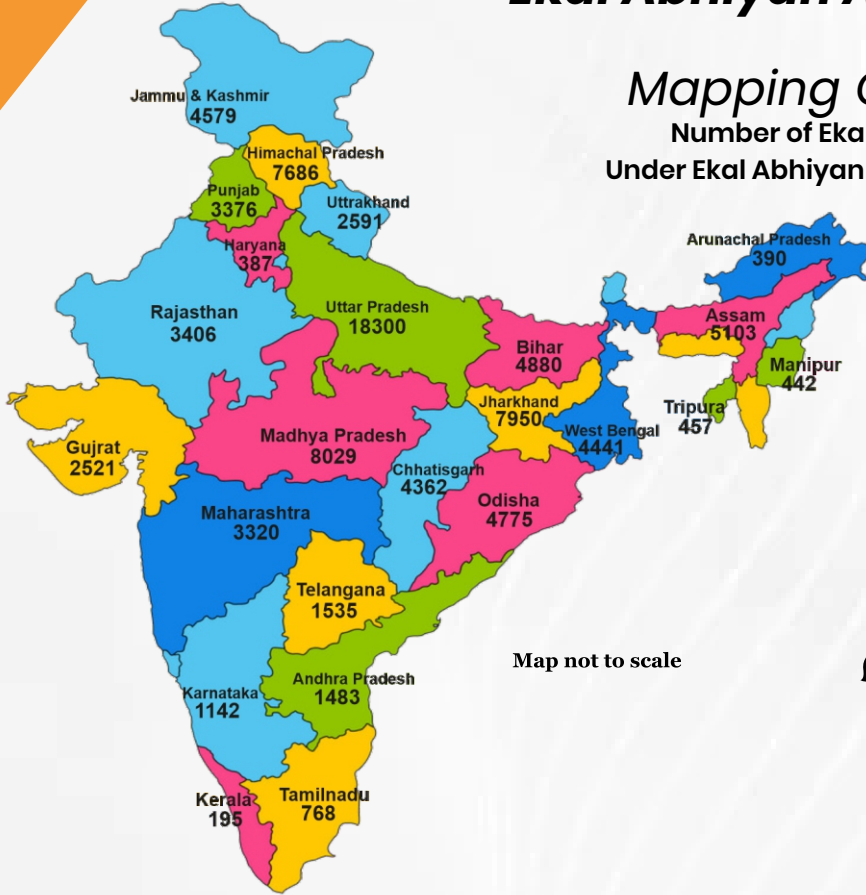 Mapping
Number of Eka
Under Ekal Abhiyan
Jammu & Kashmir
4579
Himachal Pradesh
7686
Punjab
3376
Uttrakhand
2591
Haryana
387
Arunachal Pradesh
390
Rajasthan
3406
Uttar Pradesh
18300
Assam
5103
Bihar
4880
Manipur
442
Jharkhand
7950
Tripura
457
West Bengal
4441
Gujrat
2521
Madhya Pradesh
8029
Chhatisgarh
4362
Odisha
4775
Maharashtra
3320
Telangana
1535
Map not to scale
Karnataka
1142
Andhra Pradesh
1483
Kerala
195
Tamilnadu
768